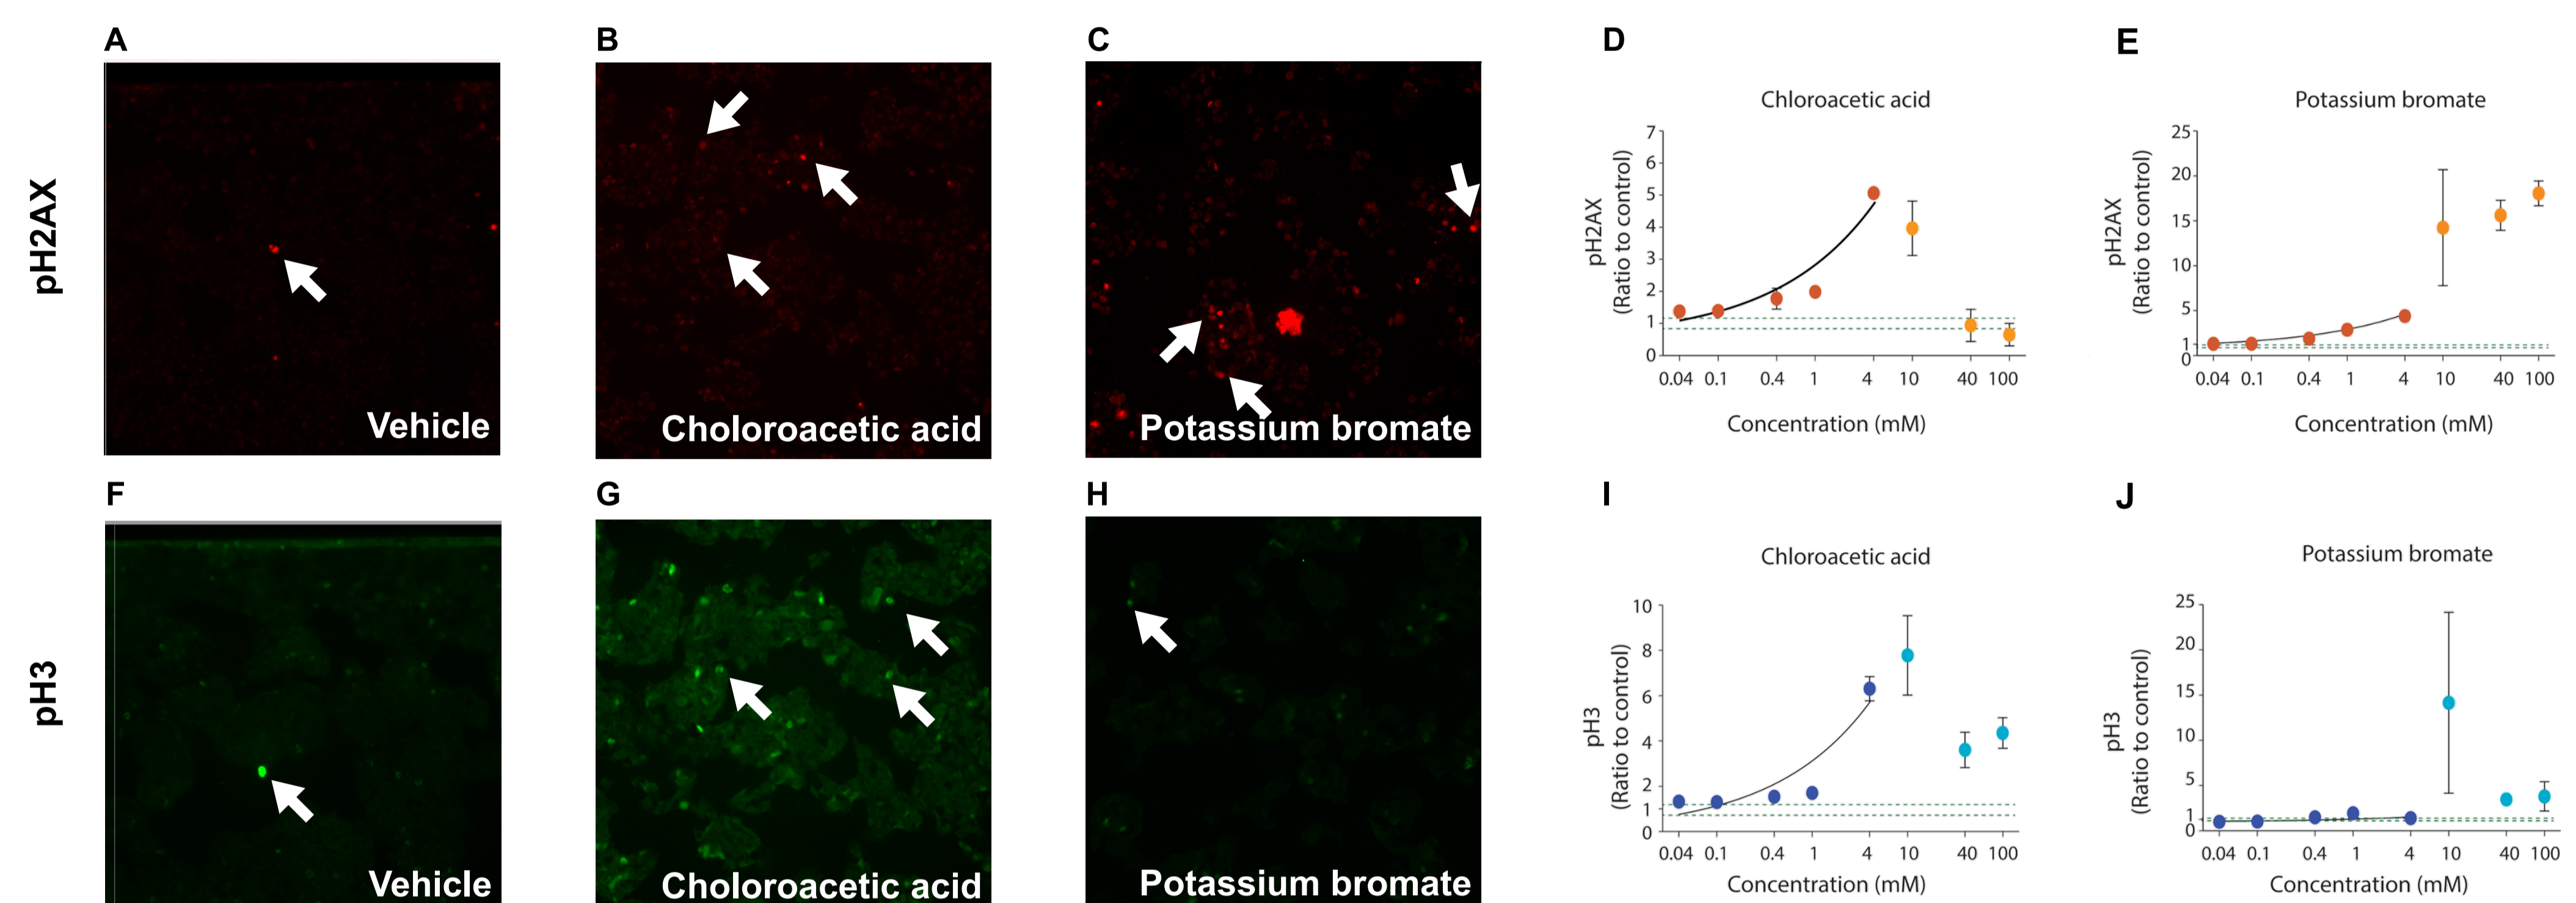 A
B
C
D
E
pH2AX
Vehicle
Choloroacetic acid
Potassium bromate
Chloroacetic acid
pH2AX
(Ratio to control)
7
6
5
4
3
2
1
0
0.04 0.1 0.4 1 4 10 40 100
Concentration (mM)
Potassium bromate
pH2AX
(Ratio to control)
25
20
15
10
5
1
0
0.04 0.1 0.4 1 4 10 40 100
Concentration (mM)
F
G
H
I
J
pH3
Vehicle
Choloroacetic acid
Potassium bromate
Chloroacetic acid
pH3
(Ratio to control)
10
8
6
4
2
1
0
0.04 0.1 0.4 1 4 10 40 100
Concentration (mM)
Potassium bromate
pH3
(Ratio to control)
25
20
15
10
5
1
0
0.04 0.1 0.4 1 4 10 40 100
Concentration (mM)